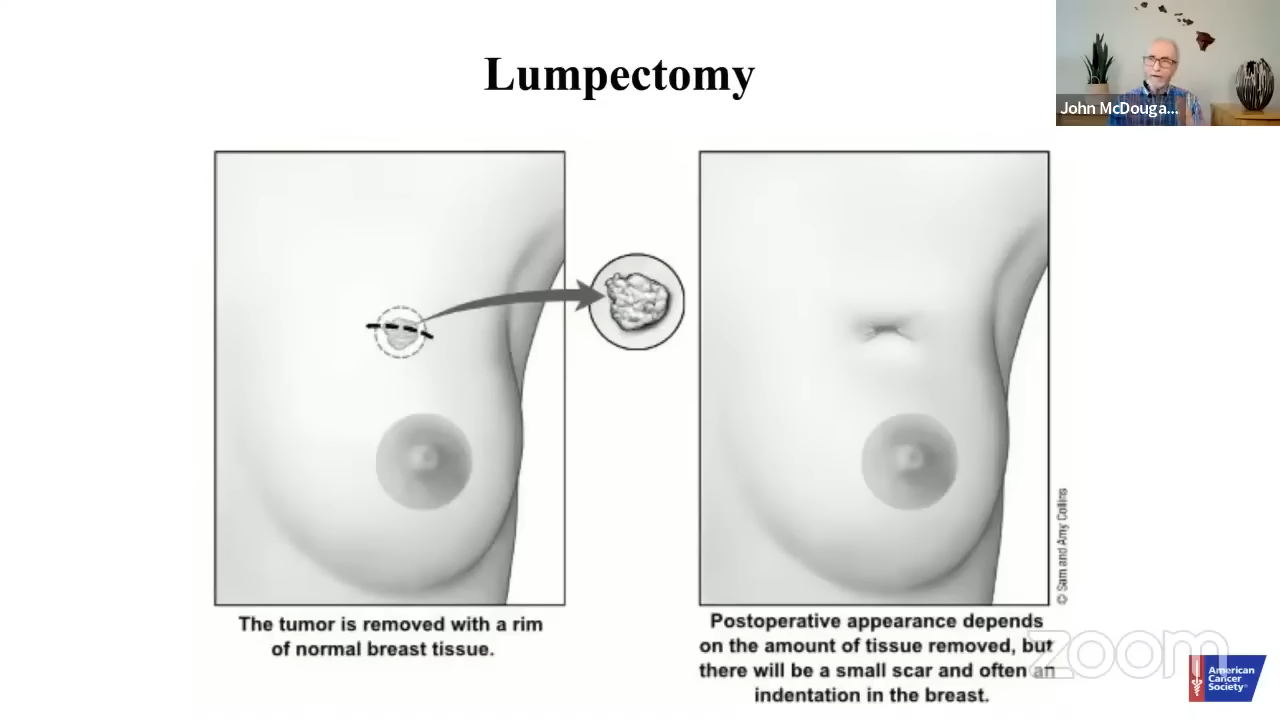 Lumpectomy
John McDouga...
The tumor is removed with a rim
of normal breast tissue.
Postoperative appearance depends
on the amount of tissue removed, but
there will be a small scar and often an
indentation in the breast.
© Sam and Amy Collins
zoom
American
Cancer
Society®